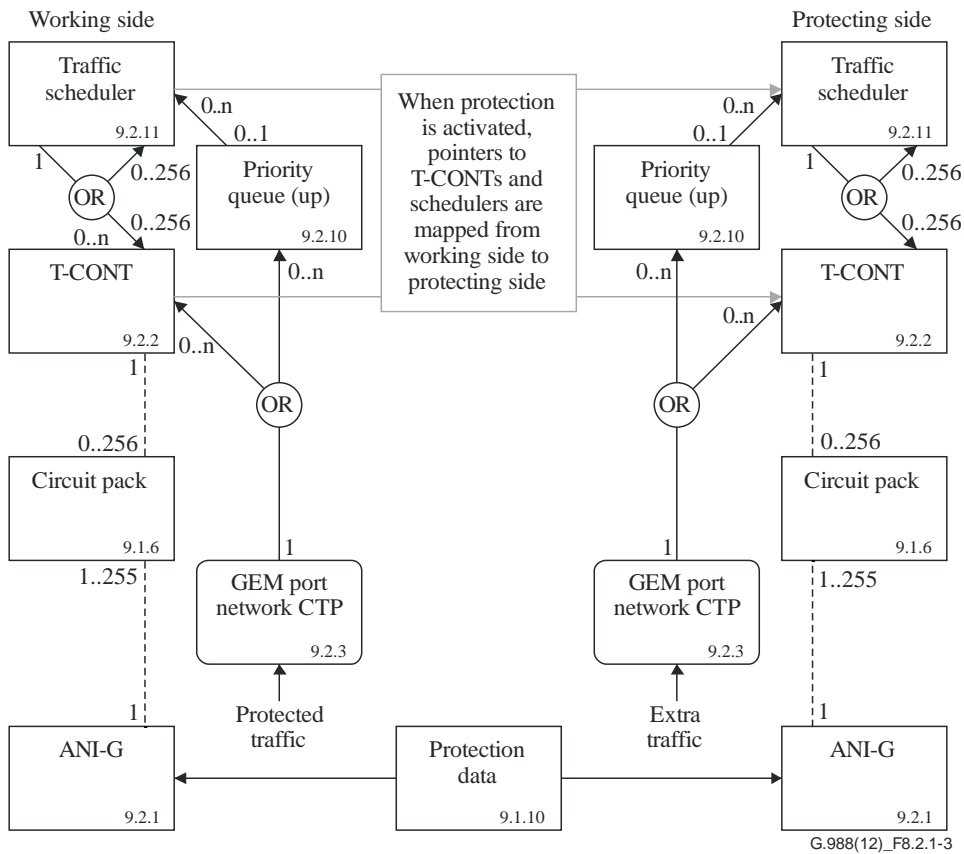 Working side
Protecting side
Traffic
scheduler
9.2.11
Traffic
scheduler
9.2.11
When protection
is activated,
pointers to
T-CONTs and
schedulers are
mapped from
working side to
protecting side
0..n
0..1
0..n
0..1
1
0..256
OR
0..256
0..n
Priority
queue (up)
9.2.10
Priority
queue (up)
9.2.10
1
0..256
OR
0..256
T-CONT
9.2.2
0..n
0..n
0..n
0..n
T-CONT
9.2.2
1
OR
OR
1
0..256
0..256
Circuit pack
9.1.6
Circuit pack
9.1.6
1..255
1
1
1..255
GEM port
network CTP
9.2.3
GEM port
network CTP
9.2.3
1
Protected
traffic
Extra
traffic
1
ANI-G
9.2.1
Protection
data
9.1.10
ANI-G
9.2.1
G.988(12)_F8.2.1-3